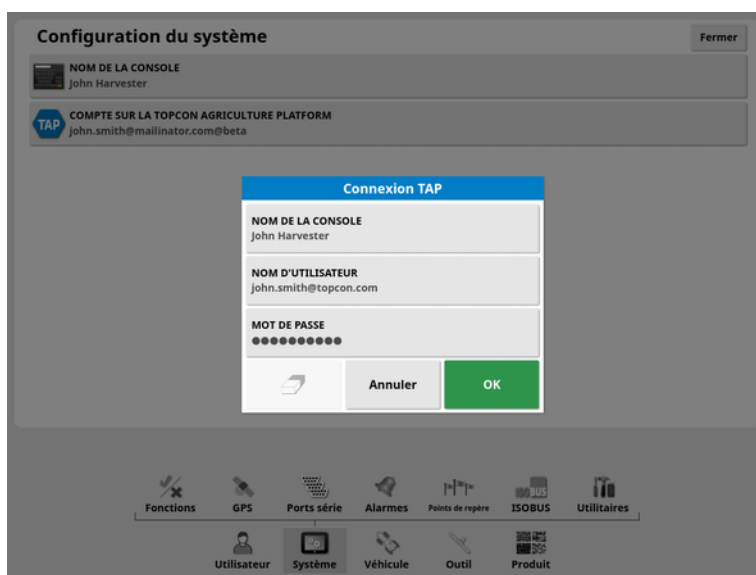 Configuration du système
Fermer
NOM DE LA CONSOLE
John Harvester
TAP
COMPTE SUR LA TOPCON AGRICULTURE PLATFORM
john.smith@mailinator.com@beta
Connexion TAP
NOM DE LA CONSOLE
John Harvester
NOM D'UTILISATEUR
john.smith@topcon.com
MOT DE PASSE
●●●●●●●●●●
Annuler
OK
ISOBUS
Fonctions
GPS
Ports série
Alarmes
Points de repère
ISOBUS
Utilitaires
Utilisateur
Système
Véhicule
Outil
Produit